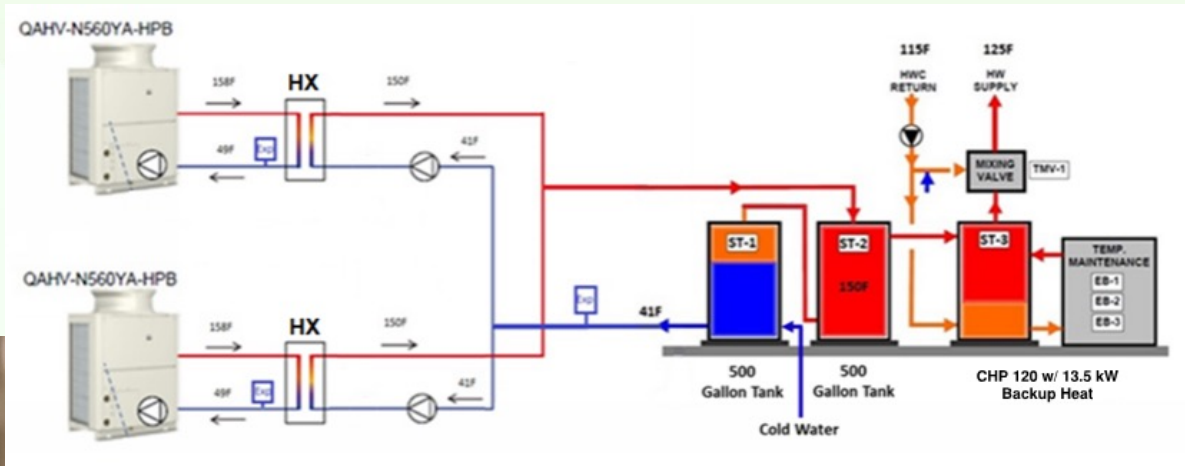 QAHV-N560YA-HPB
158F
HX
150F
49F
Exp
41F
QAHV-N560YA-HPB
158F
HX
150F
49F
Exp
41F
Exp
41F
115F
HWC
RETURN
125F
HW
SUPPLY
MIXING
VALVE
TMV-1
ST-1
ST-2
150F
ST-3
TEMP.
MAINTENANCE
EB-1
EB-2
EB-3
500
Gallon Tank
500
Gallon Tank
CHP 120 w/ 13.5 kW
Backup Heat
Cold Water